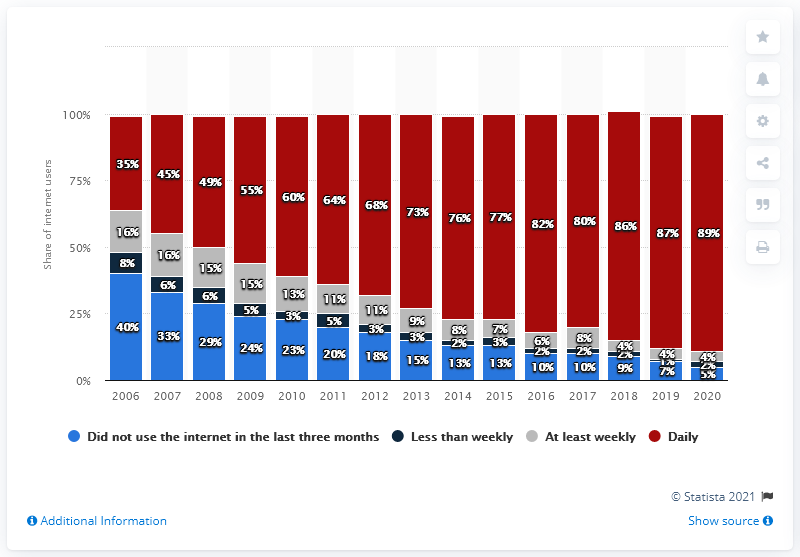 Share of internet users
100%
75%
50%
25%
0%
35% 45% 49% 55% 60% 64% 68% 73% 76% 77% 82% 80% 86% 87% 89%
16% 16% 15% 15% 13% 11% 11% 9% 8% 7% 6% 8% 4% 4% 4%
8% 6% 6% 5% 3% 5% 3% 3% 2% 3% 2% 2% 2% 1% 2%
40% 33% 29% 24% 23% 20% 18% 15% 13% 13% 10% 10% 9% 7% 5%
2006 2007 2008 2009 2010 2011 2012 2013 2014 2015 2016 2017 2018 2019 2020
Did not use the internet in the last three months Less than weekly At least weekly Daily
© Statista 2021
Additional Information Show source